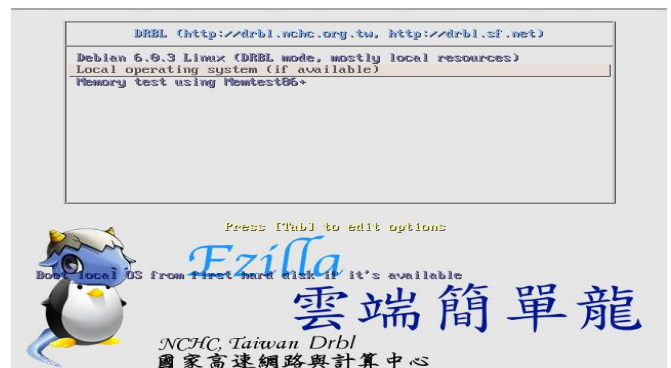 DRBL (http://drbl.nchc.org.tw, http://drbl.sf.net)
Debian 6.0.3 Linux (DRBL mode, mostly local resources)
Local operating system (if available)
Memory test using Memtest86+
Press [Tab] to edit options
Ezilla
Boot local OS from first hard disk if it's available
雲端簡單龍
NCHC, Taiwan Drbl
國家高速網路與計算中心